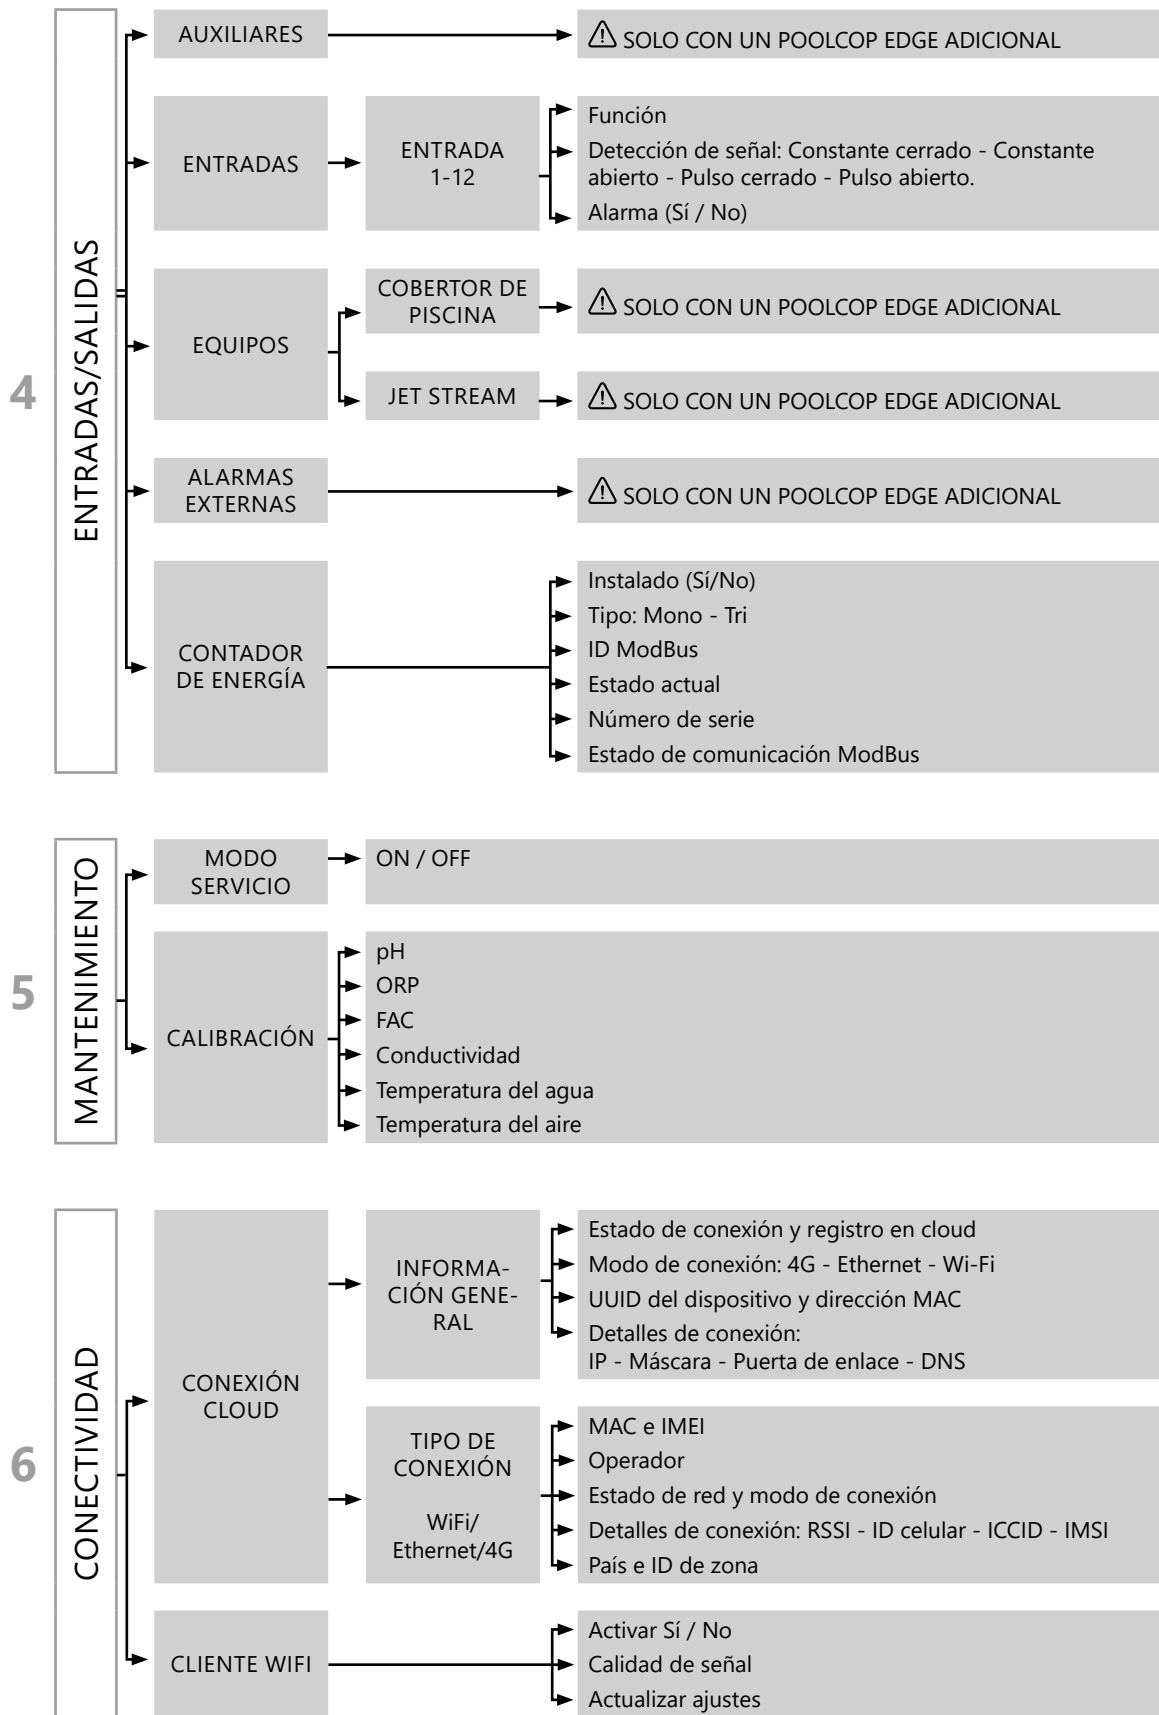 4
ENTRADAS/SALIDAS
AUXILIARES
⚠ SOLO CON UN POOLCOP EDGE ADICIONAL
ENTRADAS
ENTRADA
1-12
Función
Detección de señal: Constante cerrado - Constante
abierto - Pulso cerrado - Pulso abierto.
Alarma (Sí / No)
EQUIPOS
COBERTOR DE
PISCINA
⚠ SOLO CON UN POOLCOP EDGE ADICIONAL
JET STREAM
⚠ SOLO CON UN POOLCOP EDGE ADICIONAL
ALARMAS
EXTERNAS
⚠ SOLO CON UN POOLCOP EDGE ADICIONAL
CONTADOR
DE ENERGÍA
Instalado (Sí/No)
Tipo: Mono - Tri
ID ModBus
Estado actual
Número de serie
Estado de comunicación ModBus
5
MANTENIMIENTO
MODO
SERVICIO
ON / OFF
CALIBRACIÓN
pH
ORP
FAC
Conductividad
Temperatura del agua
Temperatura del aire
6
CONECTIVIDAD
CONEXIÓN
CLOUD
INFORMA-
CIÓN GENE-
RAL
Estado de conexión y registro en cloud
Modo de conexión: 4G - Ethernet - Wi-Fi
UUID del dispositivo y dirección MAC
Detalles de conexión:
IP - Máscara - Puerta de enlace - DNS
TIPO DE
CONEXIÓN
WiFi/
Ethernet/4G
MAC e IMEI
Operador
Estado de red y modo de conexión
Detalles de conexión: RSSI - ID celular - ICCID - IMSI
País e ID de zona
CLIENTE WIFI
Activar Sí / No
Calidad de señal
Actualizar ajustes